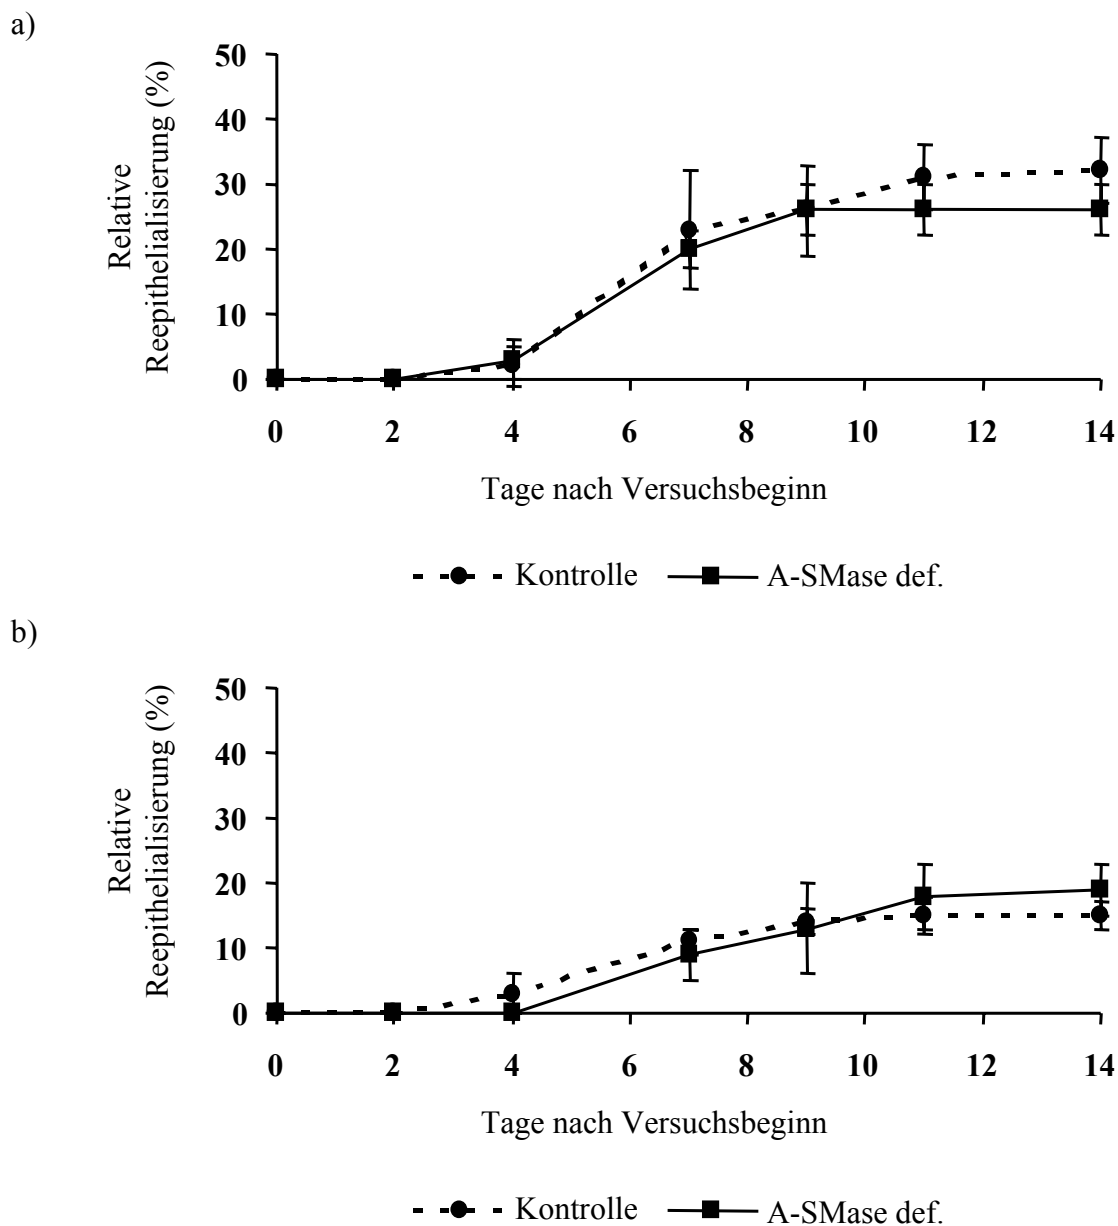 a)
Relative
Reepithelialisierung (%)
50
40
30
20
10
0
0 2 4 6 8 10 12 14
Tage nach Versuchsbeginn
Kontrolle A-SMase def.
b)
Relative
Reepithelialisierung (%)
50
40
30
20
10
0
0 2 4 6 8 10 12 14
Tage nach Versuchsbeginn
Kontrolle A-SMase def.